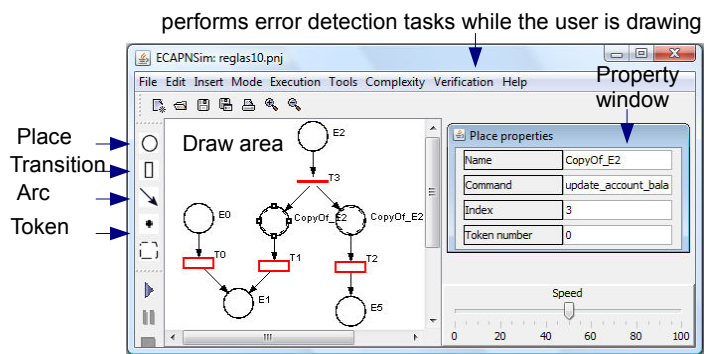 performs error detection tasks while the user is drawing
ECAPNSim: reglas10.pnj
File Edit Insert Mode Execution Tools Complexity Verification Help
Property
window
Place
Transition
Arc
Token
Draw area
E2
T3
E0
CopyOf_E2
CopyOf_E2
T0
T1
T2
E1
E5
Place properties
Name CopyOf_E2
Command update_account_bala
Index 3
Token number 0
Speed
0 20 40 60 80 100